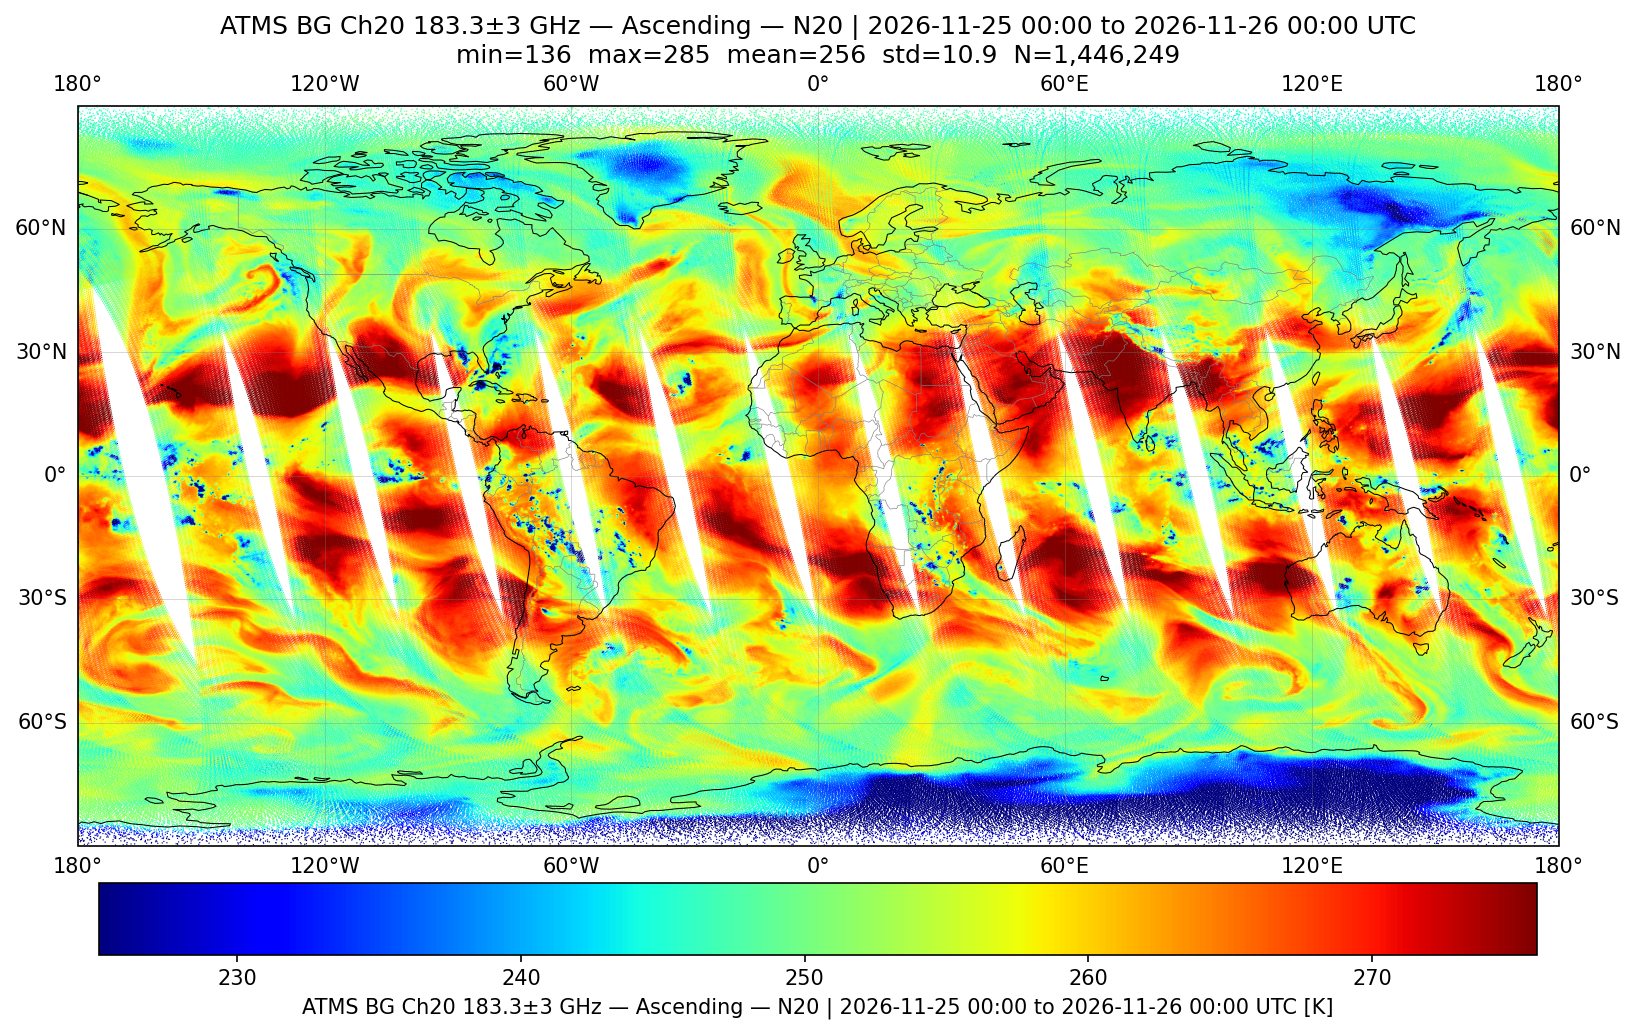 ATMS BG Ch20 183.3±3 GHz — Ascending — N20 | 2026-11-25 00:00 to 2026-11-26 00:00 UTC
min=136 max=285 mean=256 std=10.9 N=1,446,249
180° 120°W 60°W 0° 60°E 120°E 180°
60°N 60°N
30°N 30°N
0° 0°
30°S 30°S
60°S 60°S
180° 120°W 60°W 0° 60°E 120°E 180°
230 240 250 260 270
ATMS BG Ch20 183.3±3 GHz — Ascending — N20 | 2026-11-25 00:00 to 2026-11-26 00:00 UTC [K]